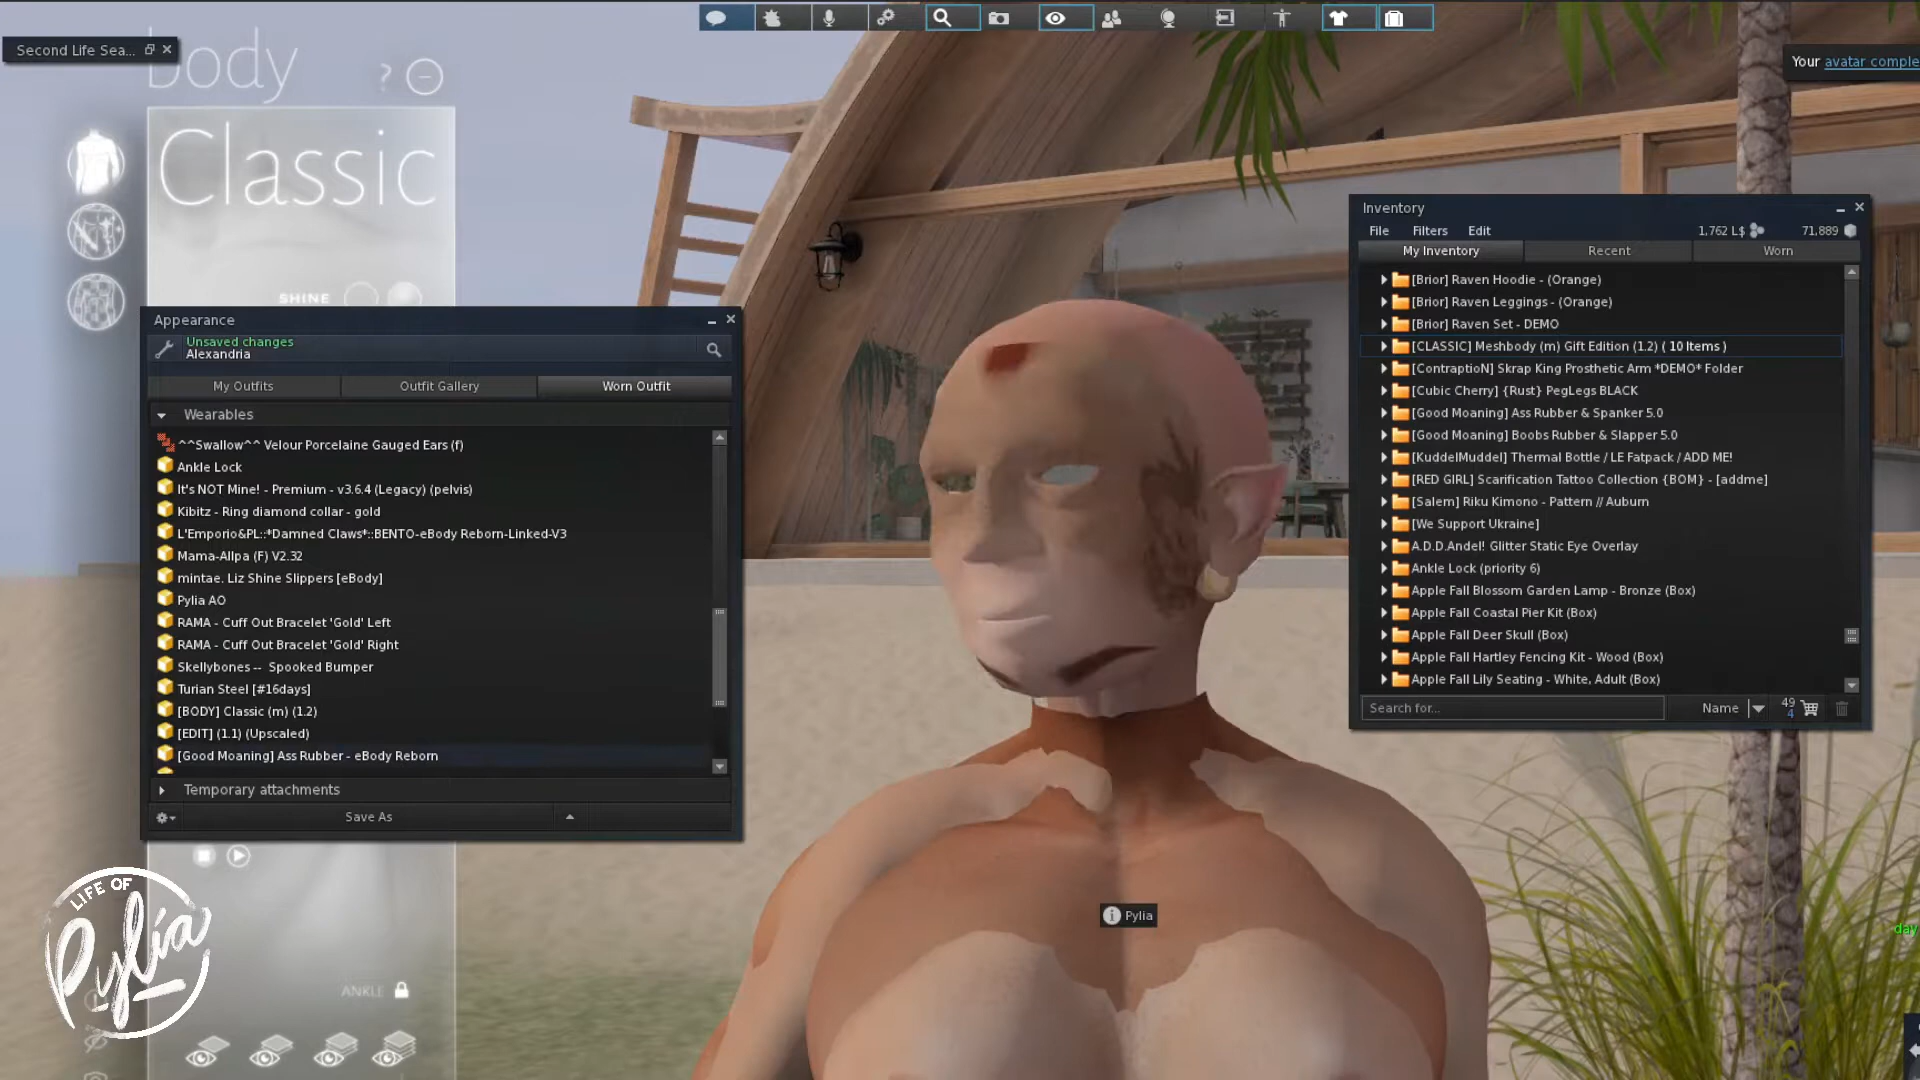 Second Life Sea...
body
?
Classic
SHINE
Your avatar comple
Appearance
Unsaved changes
Alexandria
My Outfits
Outfit Gallery
Worn Outfit
Wearables
^^Swallow^^ Velour Porcelaine Gauged Ears (f)
Ankle Lock
It's NOT Mine! - Premium - v3.6.4 (Legacy) (pelvis)
Kibitz - Ring diamond collar - gold
L'Emporio&PL::*Damned Claws*::BENTO-eBody Reborn-Linked-V3
Mama-Allpa (F) V2.32
mintae. Liz Shine Slippers [eBody]
Pylia AO
RAMA - Cuff Out Bracelet 'Gold' Left
RAMA - Cuff Out Bracelet 'Gold' Right
Skellybones -- Spooked Bumper
Turian Steel [#16days]
[BODY] Classic (m) (1.2)
[EDIT] (1.1) (Upscaled)
[Good Moaning] Ass Rubber - eBody Reborn
Temporary attachments
Save As
Inventory
File Filters Edit 1,762 L$ 71,889
My Inventory Recent Worn
[Brior] Raven Hoodie - (Orange)
[Brior] Raven Leggings - (Orange)
[Brior] Raven Set - DEMO
[CLASSIC] Meshbody (m) Gift Edition (1.2) ( 10 Items )
[ContraptioN] Skrap King Prosthetic Arm *DEMO* Folder
[Cubic Cherry] {Rust} PegLegs BLACK
[Good Moaning] Ass Rubber & Spanker 5.0
[Good Moaning] Boobs Rubber & Slapper 5.0
[KuddelMuddel] Thermal Bottle / LE Fatpack / ADD ME!
[RED GIRL] Scarification Tattoo Collection {BOM} - [addme]
[Salem] Riku Kimono - Pattern // Auburn
[We Support Ukraine]
A.D.D.Andel! Glitter Static Eye Overlay
Ankle Lock (priority 6)
Apple Fall Blossom Garden Lamp - Bronze (Box)
Apple Fall Coastal Pier Kit (Box)
Apple Fall Deer Skull (Box)
Apple Fall Hartley Fencing Kit - Wood (Box)
Apple Fall Lily Seating - White, Adult (Box)
Search for...
Name
49
4
Pylia
day
LIFE OF
Pylia
ANKLE